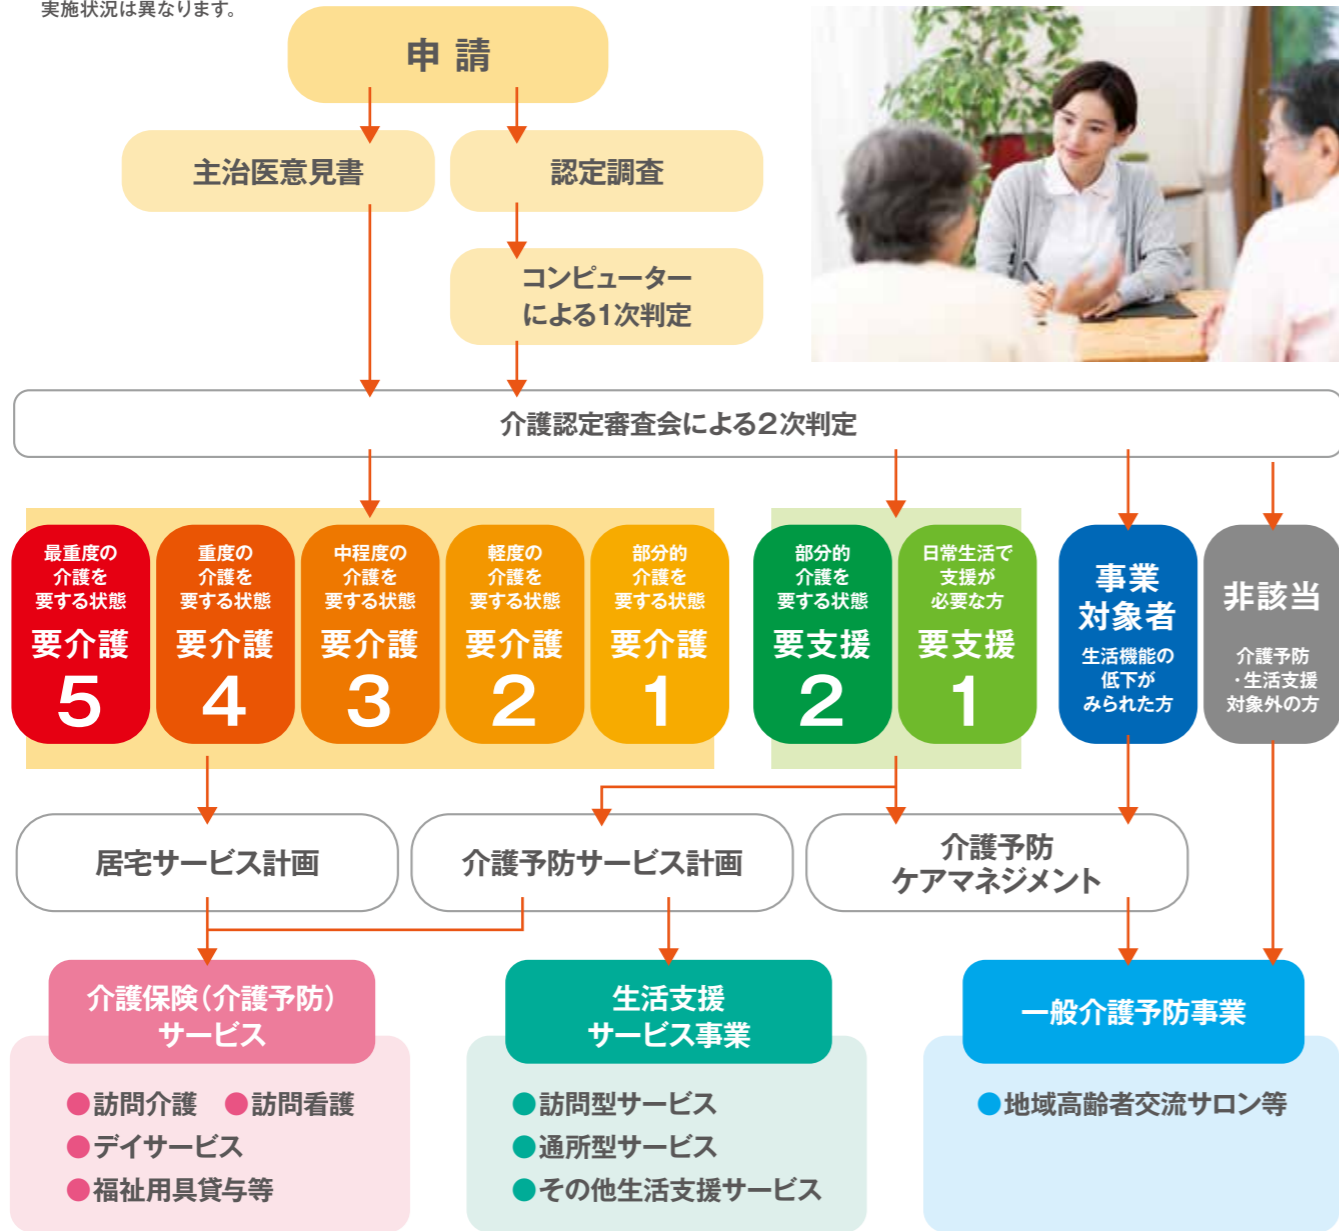 実施状況は異なります。
申 請
主治医意見書
認定調査
コンピューター
による1次判定
介護認定審査会による2次判定
最重度の
介護を
要する状態
要介護
5
重度の
介護を
要する状態
要介護
4
中程度の
介護を
要する状態
要介護
3
軽度の
介護を
要する状態
要介護
2
部分的
介護を
要する状態
要介護
1
部分的
介護を
要する状態
要支援
2
日常生活で
支援が
必要な方
要支援
1
事業
対象者
生活機能の
低下が
みられた方
非該当
介護予防
・生活支援
対象外の方
居宅サービス計画
介護予防サービス計画
介護予防
ケアマネジメント
介護保険(介護予防)
サービス
●訪問介護 ●訪問看護
●デイサービス
●福祉用具貸与等
生活支援
サービス事業
●訪問型サービス
●通所型サービス
●その他生活支援サービス
一般介護予防事業
●地域高齢者交流サロン等